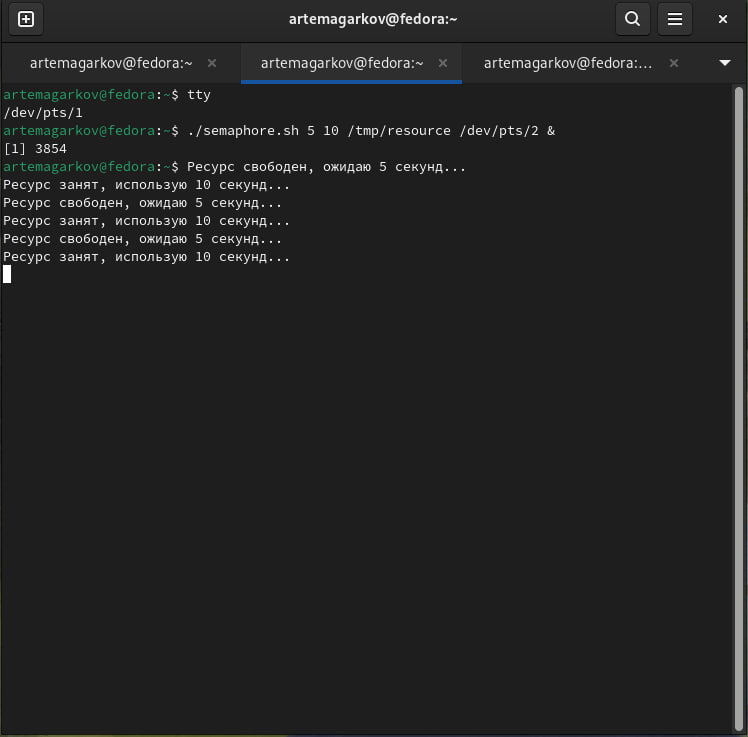 artemagarkov@fedora:~
artemagarkov@fedora:~ artemagarkov@fedora:~ artemagarkov@fedora:...
artemagarkov@fedora:~$ tty
/dev/pts/1
artemagarkov@fedora:~$ ./semaphore.sh 5 10 /tmp/resource /dev/pts/2 &
[1] 3854
artemagarkov@fedora:~$ Ресурс свободен, ожидаю 5 секунд...
Ресурс занят, использую 10 секунд...
Ресурс свободен, ожидаю 5 секунд...
Ресурс занят, использую 10 секунд...
Ресурс свободен, ожидаю 5 секунд...
Ресурс занят, использую 10 секунд...